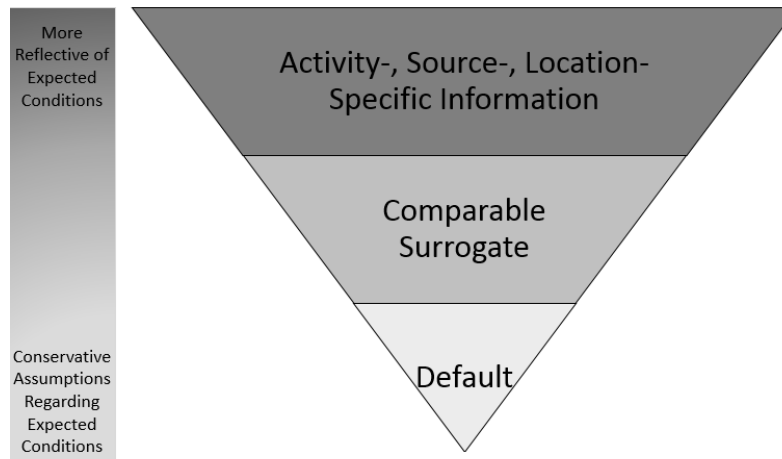 More
Reflective of
Expected
Conditions
Activity-, Source-, Location-
Specific Information
Comparable
Surrogate
Default
Conservative
Assumptions
Regarding
Expected
Conditions